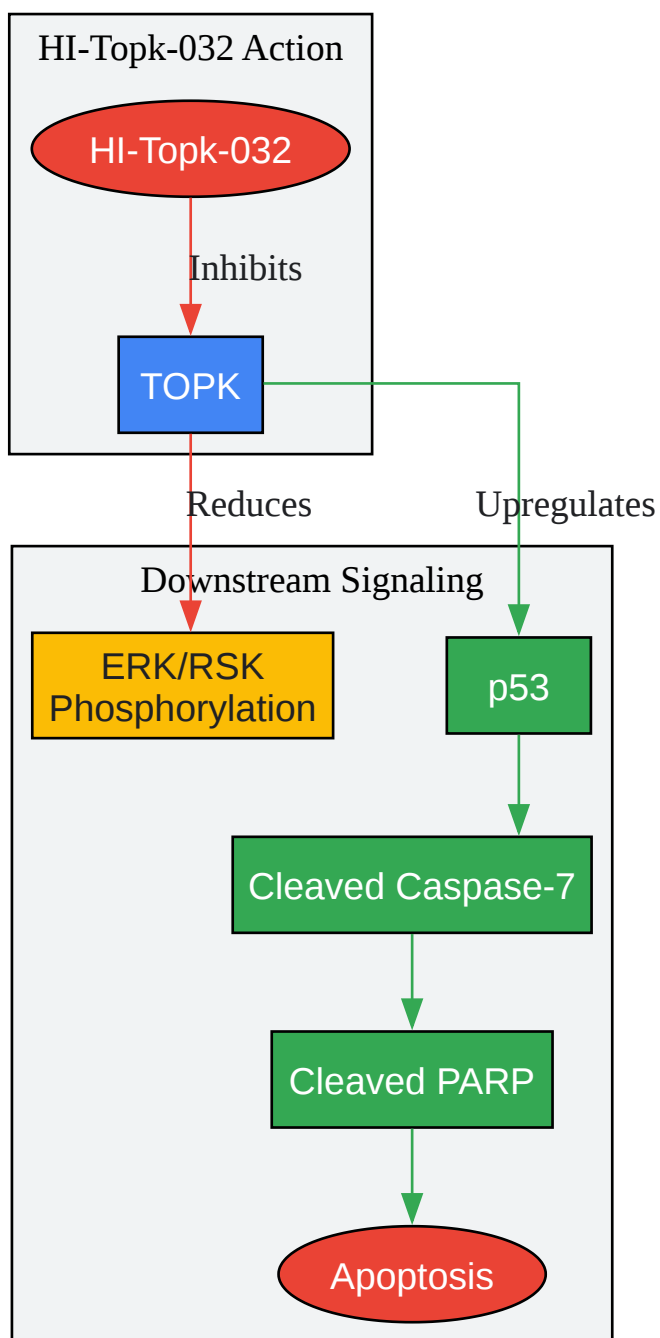 HI-Topk-032 Action
HI-Topk-032
Inhibits
TOPK
Reduces
Upregulates
Downstream Signaling
ERK/RSK
Phosphorylation
p53
Cleaved Caspase-7
Cleaved PARP
Apoptosis